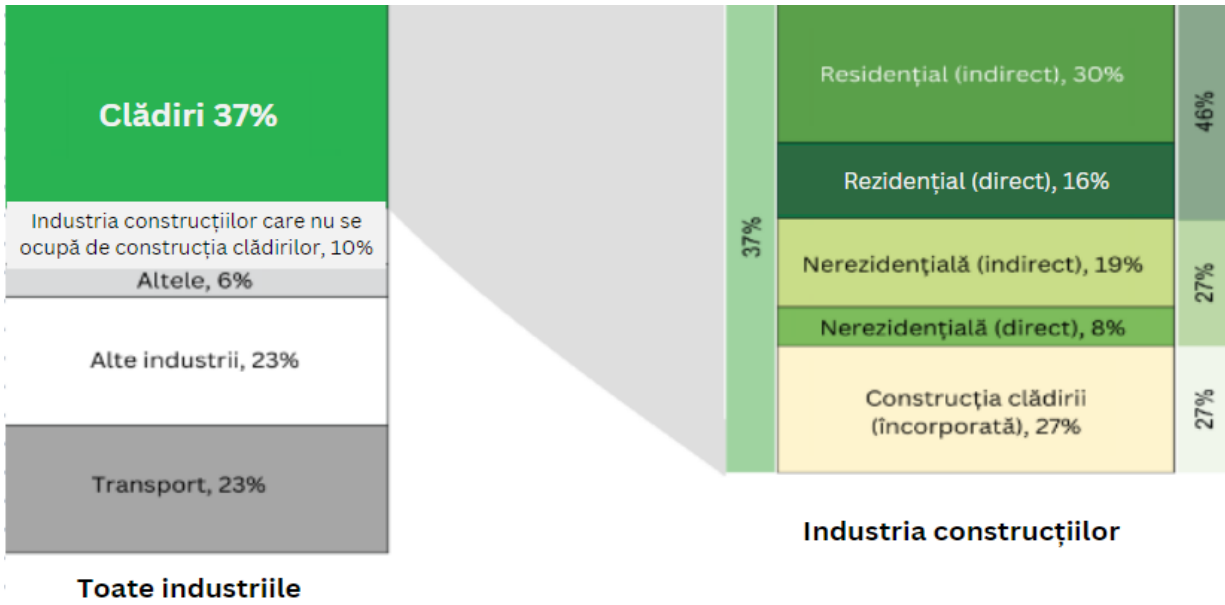 Clădiri 37%
Industria construcțiilor care nu se
ocupă de construcția clădirilor, 10%
Altele, 6%
Alte industrii, 23%
Transport, 23%
Toate industriile
37%
Residențial (indirect), 30%
Rezidențial (direct), 16%
Nerezidențială (indirect), 19%
Nerezidențială (direct), 8%
Construcția clădirii
(încorporată), 27%
46%
27%
27%
Industria construcțiilor